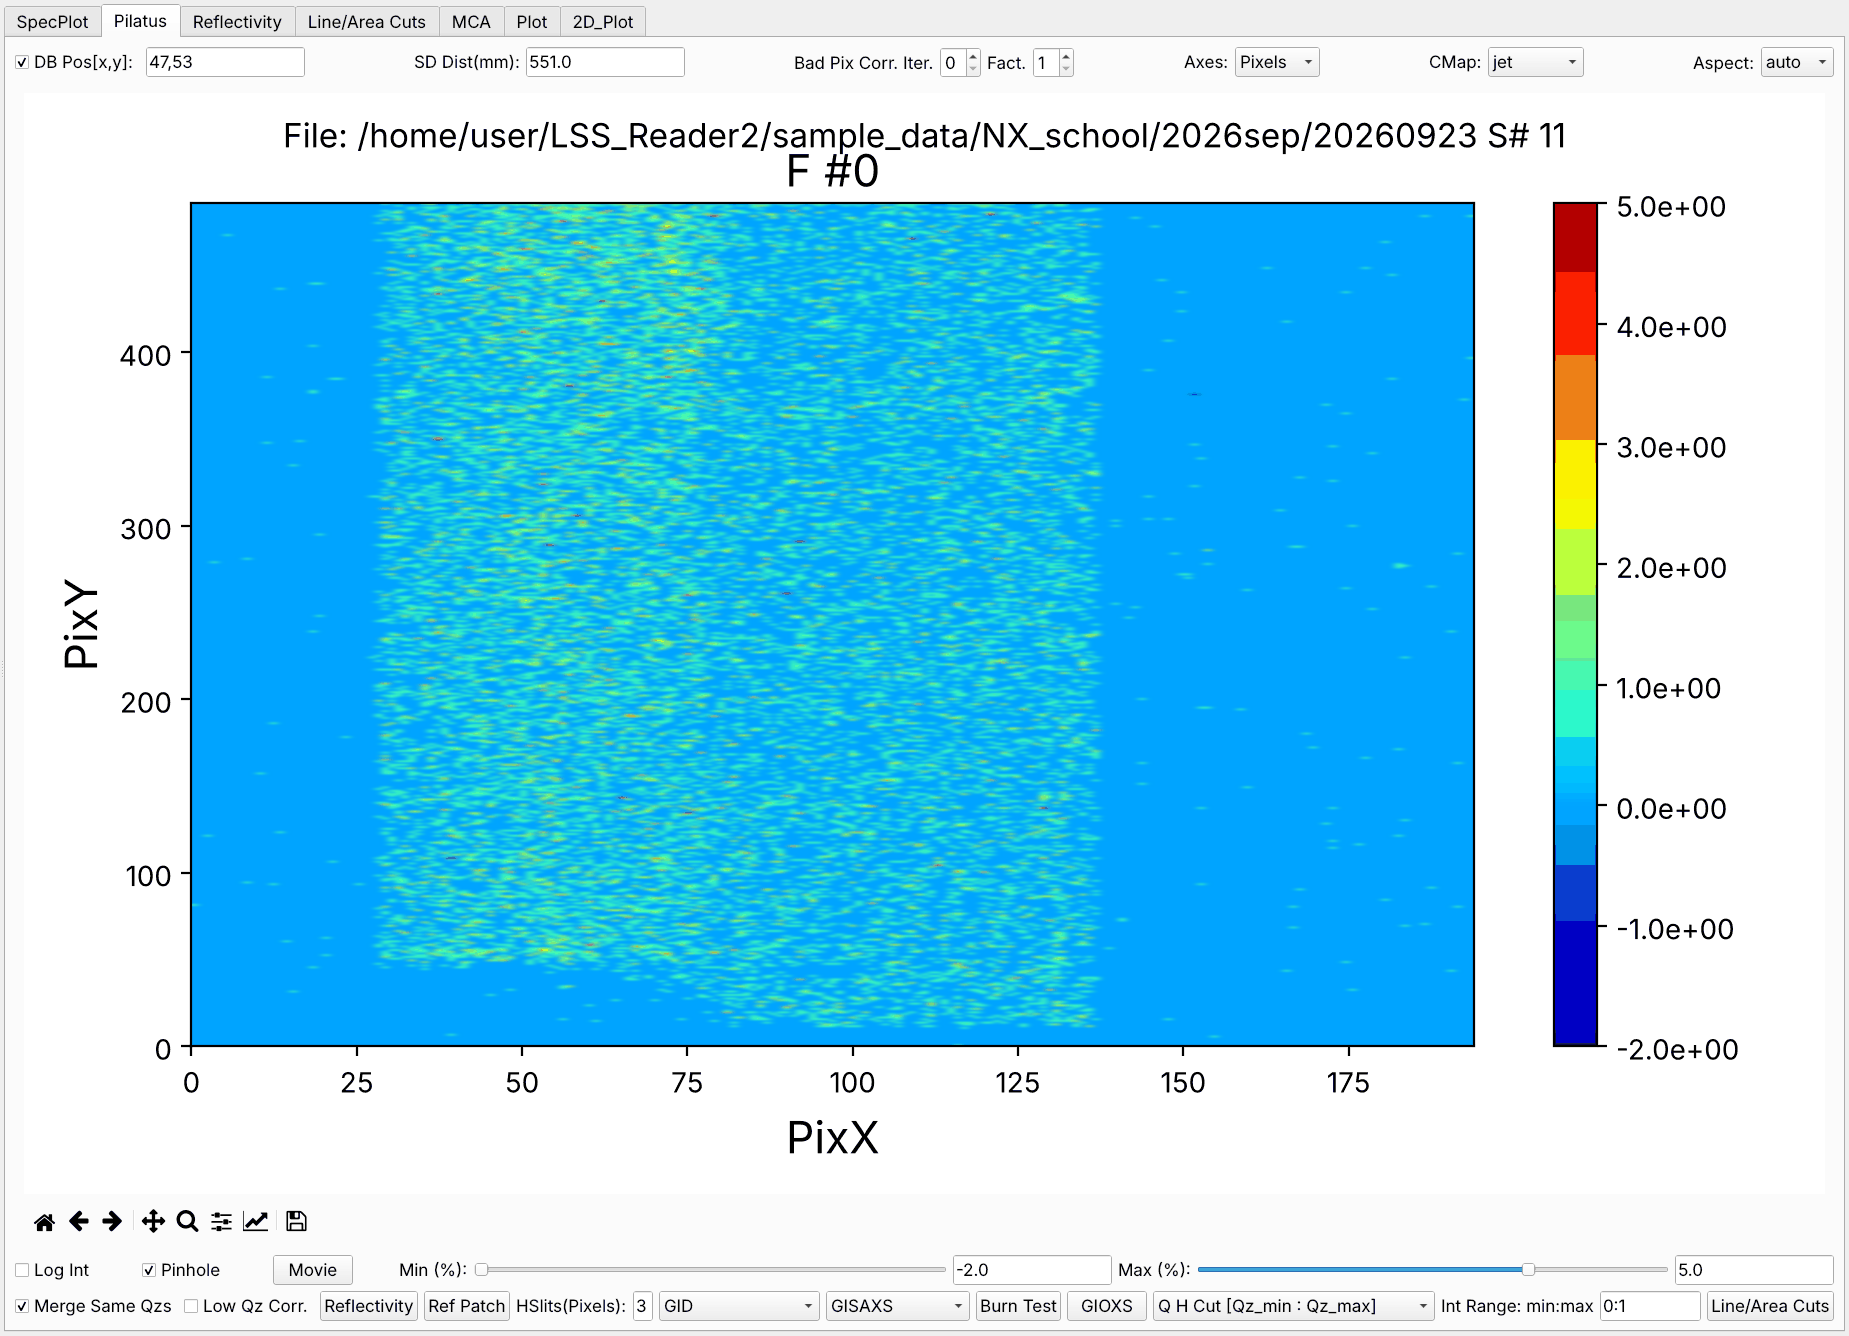 SpecPlot Pilatus Reflectivity Line/Area Cuts MCA Plot 2D_Plot
DB Pos[x,y]: 47,53 SD Dist(mm): 551.0 Bad Pix Corr. Iter. 0 Fact. 1 Axes: Pixels CMap: jet Aspect: auto
File: /home/user/LSS_Reader2/sample_data/NX_school/2026sep/20260923 S# 11
F #0
5.0e+00
4.0e+00
3.0e+00
2.0e+00
1.0e+00
0.0e+00
-1.0e+00
-2.0e+00
PixY
400
300
200
100
0
0 25 50 75 100 125 150 175
PixX
Log Int Pinhole Movie Min (%): -2.0 Max (%): 5.0
Merge Same Qzs Low Qz Corr. Reflectivity Ref Patch HSlits(Pixels): 3 GID GISAXS Burn Test GIOXS Q H Cut [Qz_min : Qz_max] Int Range: min:max 0:1 Line/Area Cuts